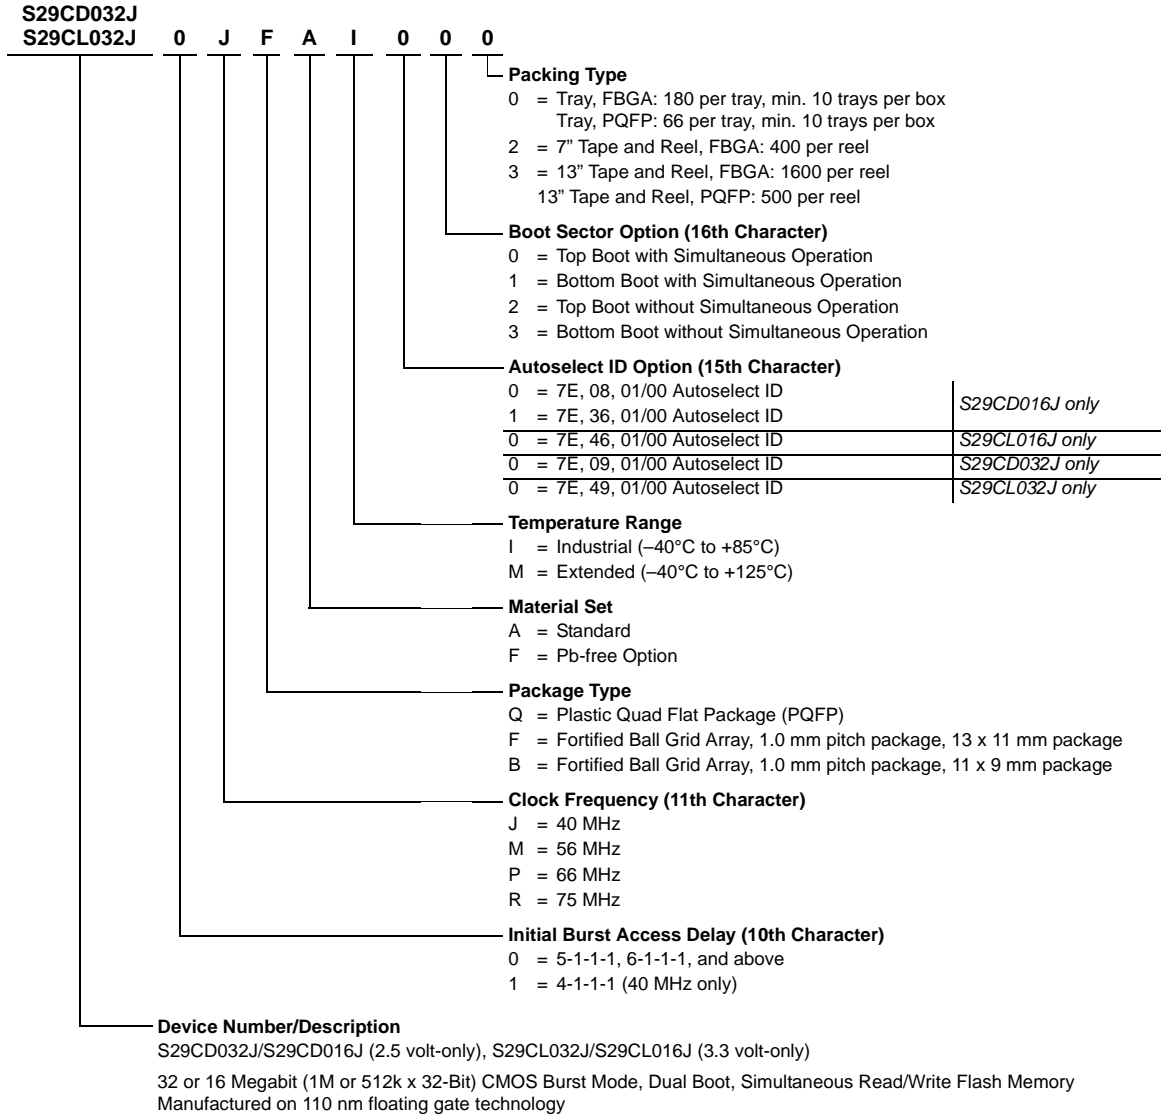 S29CD032J
S29CL032J 0 J F A I 0 0 0
Packing Type
0 = Tray, FBGA: 180 per tray, min. 10 trays per box
Tray, PQFP: 66 per tray, min. 10 trays per box
2 = 7” Tape and Reel, FBGA: 400 per reel
3 = 13” Tape and Reel, FBGA: 1600 per reel
13” Tape and Reel, PQFP: 500 per reel
Boot Sector Option (16th Character)
0 = Top Boot with Simultaneous Operation
1 = Bottom Boot with Simultaneous Operation
2 = Top Boot without Simultaneous Operation
3 = Bottom Boot without Simultaneous Operation
Autoselect ID Option (15th Character)
0 = 7E, 08, 01/00 Autoselect ID
S29CD016J only
1 = 7E, 36, 01/00 Autoselect ID
0 = 7E, 46, 01/00 Autoselect ID S29CL016J only
0 = 7E, 09, 01/00 Autoselect ID S29CD032J only
0 = 7E, 49, 01/00 Autoselect ID S29CL032J only
Temperature Range
I = Industrial (–40°C to +85°C)
M = Extended (–40°C to +125°C)
Material Set
A = Standard
F = Pb-free Option
Package Type
Q = Plastic Quad Flat Package (PQFP)
F = Fortified Ball Grid Array, 1.0 mm pitch package, 13 x 11 mm package
B = Fortified Ball Grid Array, 1.0 mm pitch package, 11 x 9 mm package
Clock Frequency (11th Character)
J = 40 MHz
M = 56 MHz
P = 66 MHz
R = 75 MHz
Initial Burst Access Delay (10th Character)
0 = 5-1-1-1, 6-1-1-1, and above
1 = 4-1-1-1 (40 MHz only)
Device Number/Description
S29CD032J/S29CD016J (2.5 volt-only), S29CL032J/S29CL016J (3.3 volt-only)
32 or 16 Megabit (1M or 512k x 32-Bit) CMOS Burst Mode, Dual Boot, Simultaneous Read/Write Flash Memory
Manufactured on 110 nm floating gate technology